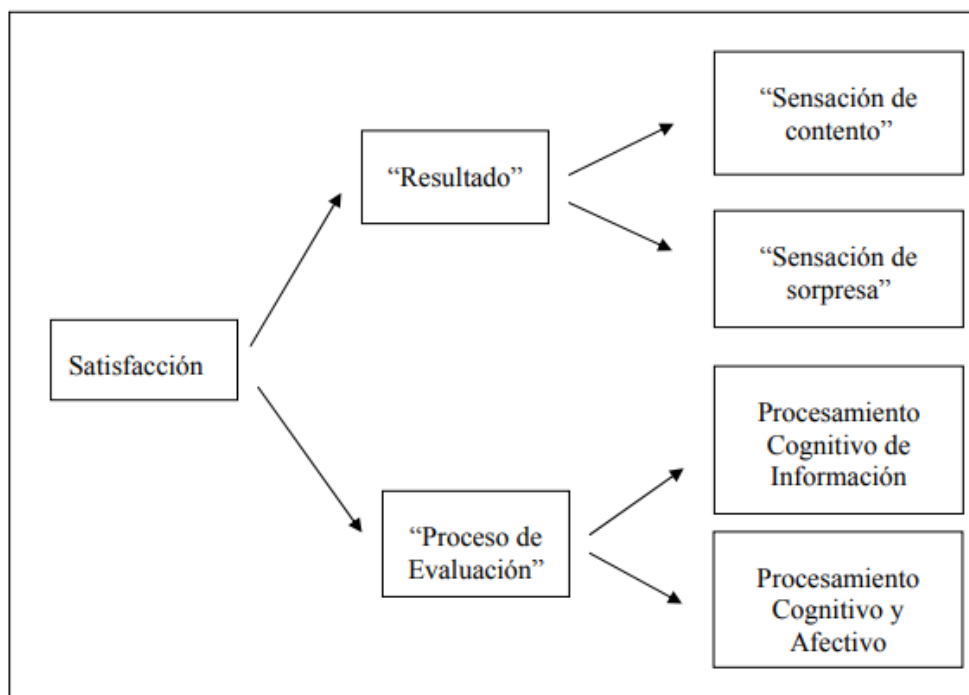 “Sensación de
contento”
“Resultado”
“Sensación de
sorpresa”
Satisfacción
Procesamiento
Cognitivo de
Información
“Proceso de
Evaluación”
Procesamiento
Cognitivo y
Afectivo